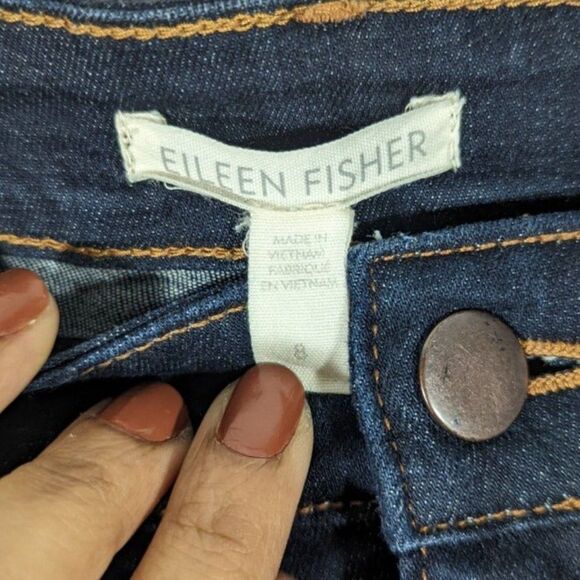 EILEEN FISHER
MADE IN
VIETNAM
FABRIQUÉ
EN VIETNAM
8